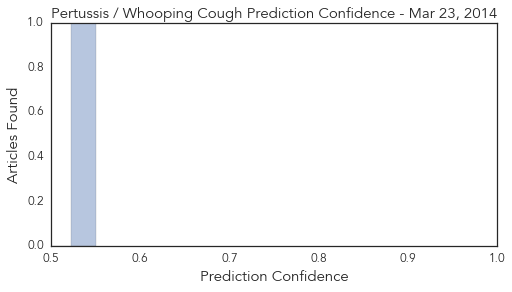 Pertussis / Whooping Cough Prediction Confidence - Mar 23, 2014
1.0
0.8
0.6
0.4
0.2
0.0
Articles Found
0.5 0.6 0.7 0.8 0.9 1.0
Prediction Confidence